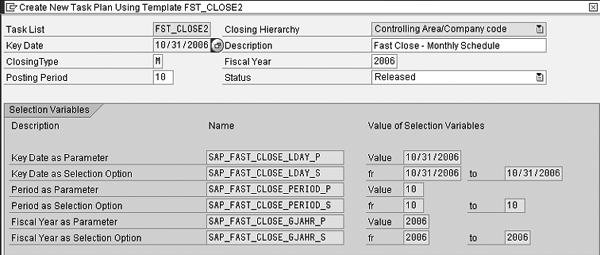 Create New Task Plan Using Template FST_CLOSE2
Task List FST_CLOSE2 Closing Hierarchy Controlling Area/Company code
Key Date 10/31/2006 Description Fast Close - Monthly Schedule
ClosingType M Fiscal Year 2006
Posting Period 10 Status Released
Selection Variables
Description Name Value of Selection Variables
Key Date as Parameter SAP_FAST_CLOSE_LDAY_P Value 10/31/2006
Key Date as Selection Option SAP_FAST_CLOSE_LDAY_S fr 10/31/2006 to 10/31/2006
Period as Parameter SAP_FAST_CLOSE_PERIOD_P Value 10
Period as Selection Option SAP_FAST_CLOSE_PERIOD_S fr 10 to 10
Fiscal Year as Parameter SAP_FAST_CLOSE_GJAHR_P Value 2006
Fiscal Year as Selection Option SAP_FAST_CLOSE_GJAHR_S fr 2006 to 2006